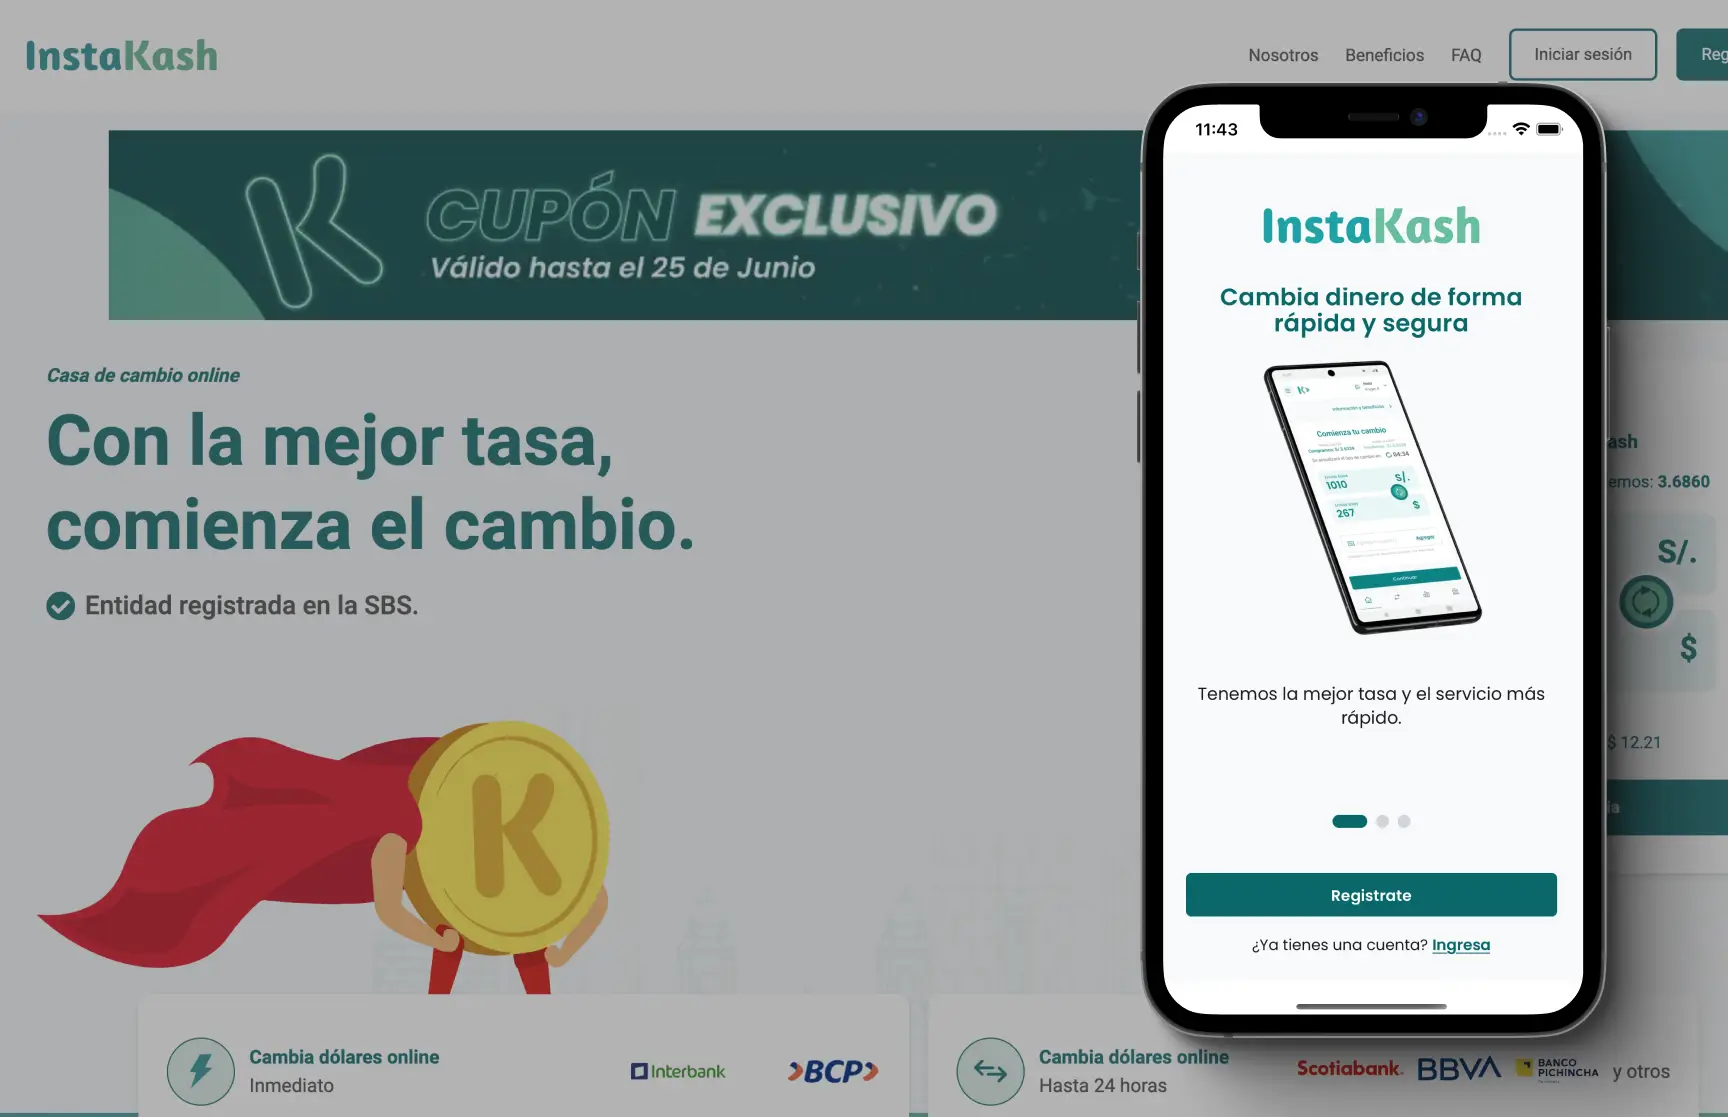 InstaKash
Nosotros
Beneficios
FAQ
Iniciar sesión
Reg
CUPÓN EXCLUSIVO
Válido hasta el 25 de Junio
Casa de cambio online
Con la mejor tasa,
comienza el cambio.
Entidad registrada en la SBS.
K
11:43
InstaKash
Cambia dinero de forma
rápida y segura
Comienza tu cambio
04:34
1010
S/.
267
$
Continuar
Tenemos la mejor tasa y el servicio más
rápido.
Registrate
¿Ya tienes una cuenta? Ingresa
ash
emos: 3.6860
S/.
$
$ 12.21
ia
Cambia dólares online
Inmediato
Interbank
BCP
Cambia dólares online
Hasta 24 horas
Scotiabank
BBVA
BANCO
PICHINCHA
y otros